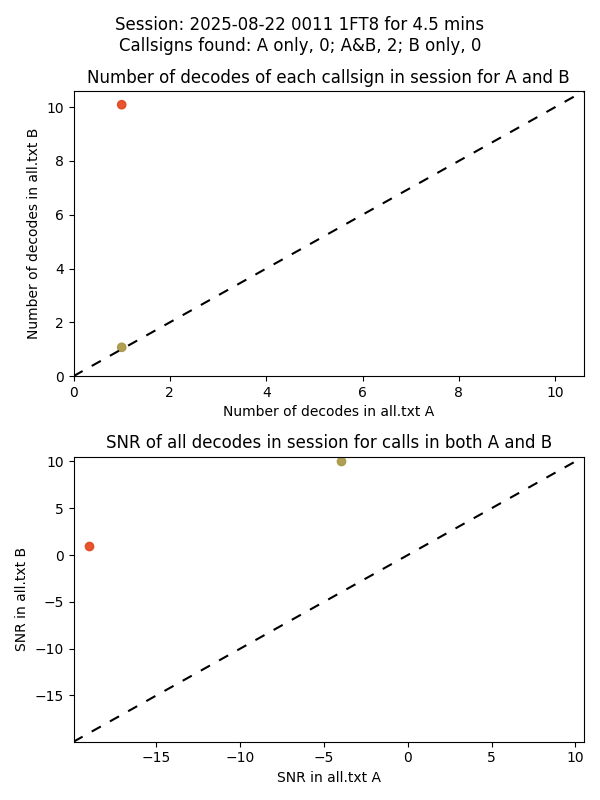 Session: 2025-08-22 0011 1FT8 for 4.5 mins
Callsigns found: A only, 0; A&B, 2; B only, 0
Number of decodes of each callsign in session for A and B
10
8
6
4
2
0
Number of decodes in all.txt B
0 2 4 6 8 10
Number of decodes in all.txt A
SNR of all decodes in session for calls in both A and B
10
5
0
−5
−10
−15
SNR in all.txt B
−15 −10 −5 0 5 10
SNR in all.txt A